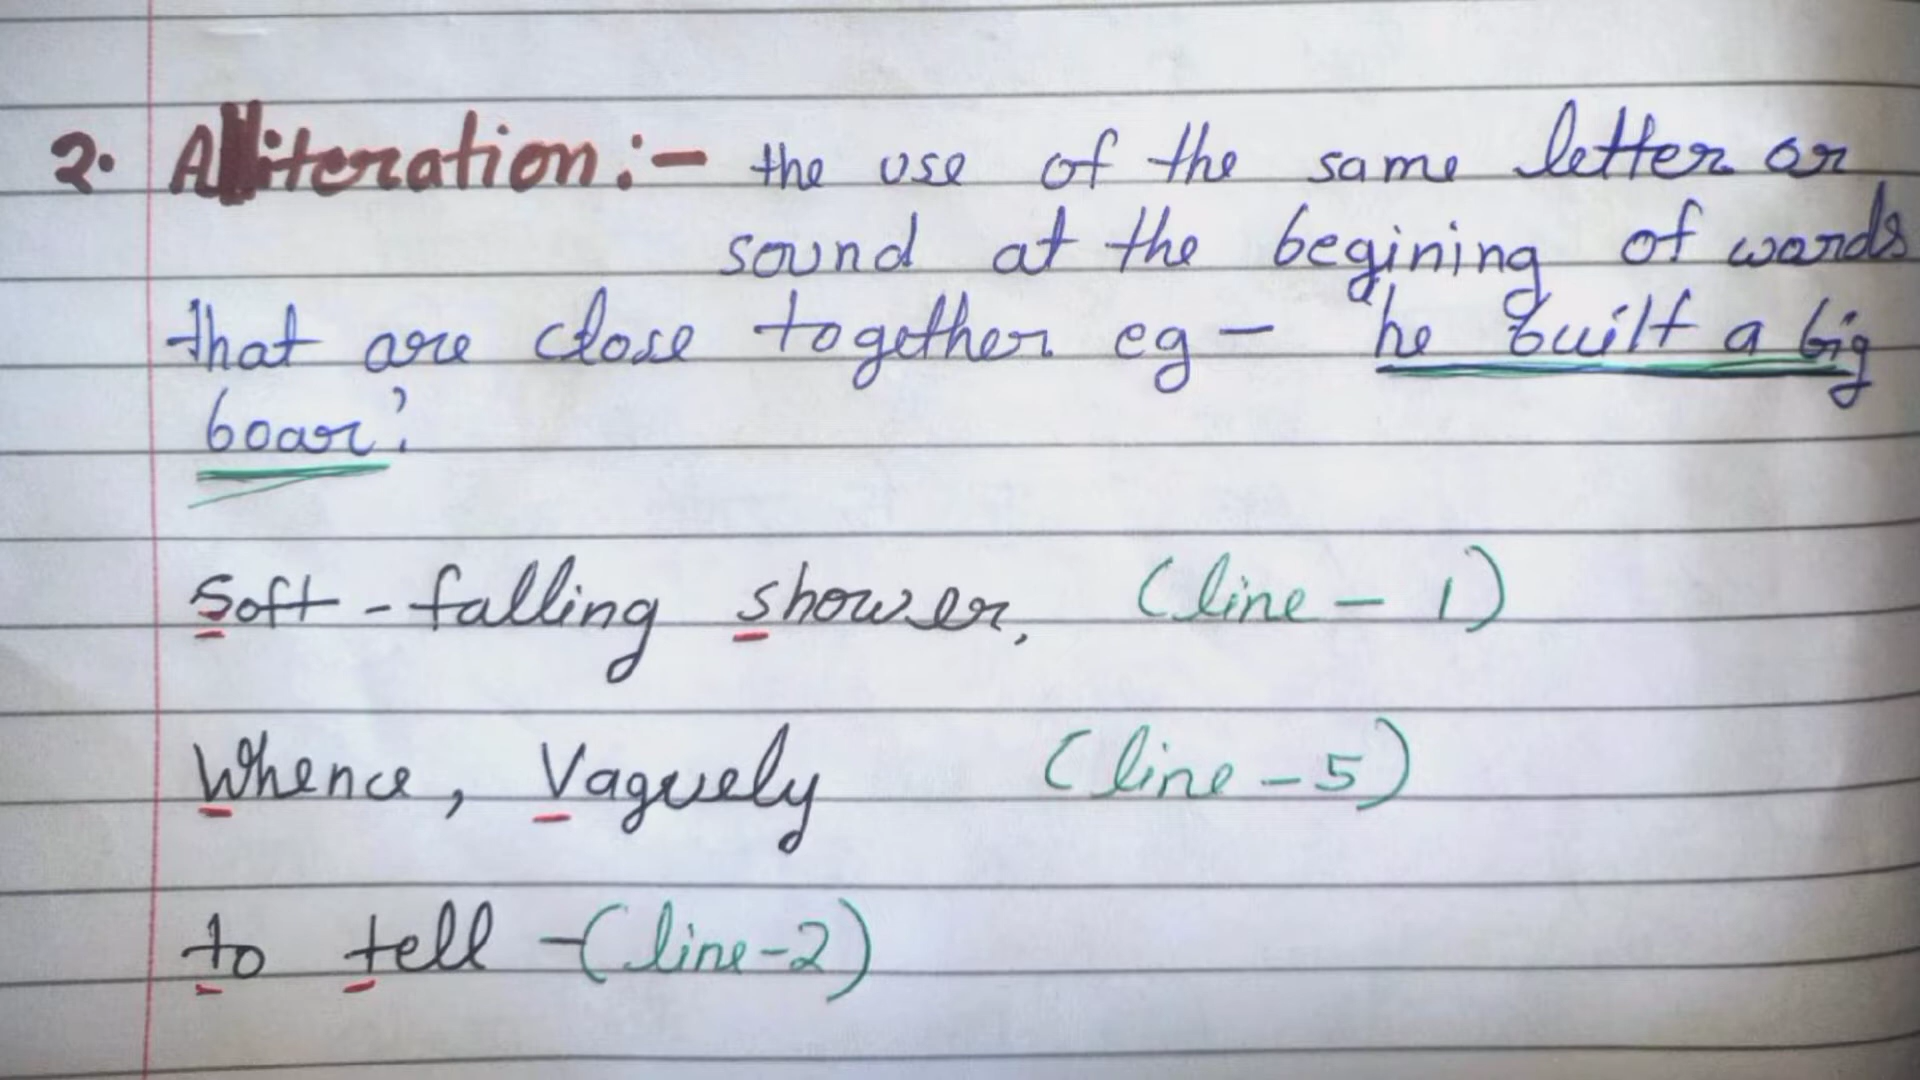 2. Alliteration:- the use of the same letter or
sound at the begining of words
that are close together eg - 'he built a big
boar'.
Soft-falling shower, (line - 1)
Whence, Vaguely (line - 5)
to tell - (line-2)